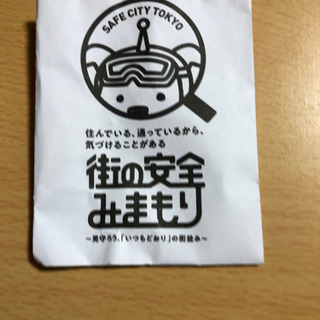 SAFE CITY TOKYO
住んでいる、通っているから、
気づけることがある
街の安全
みまもり
～見守ろう、「いつもどおり」の街並み～